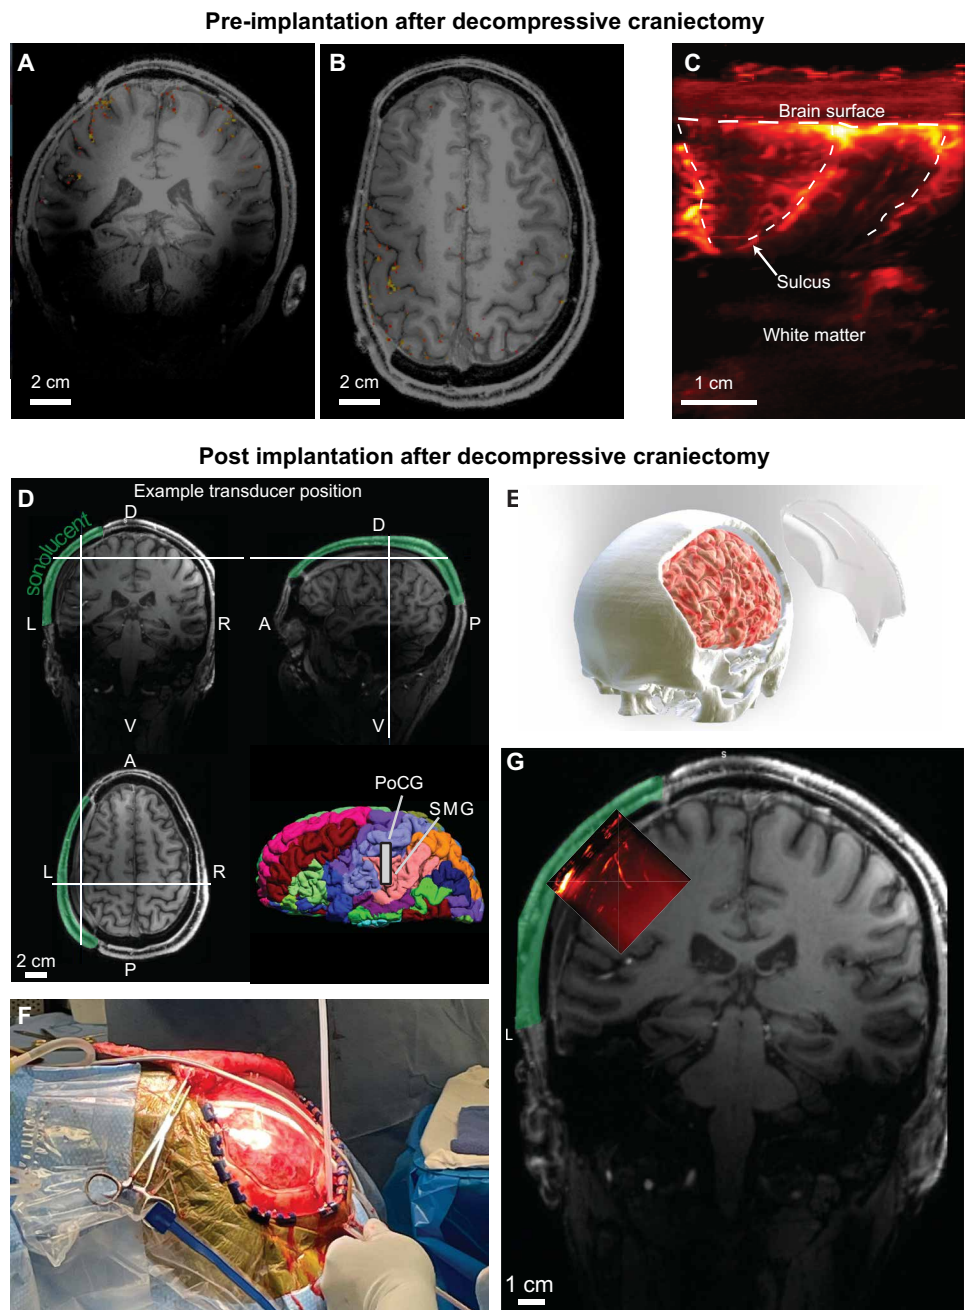 Pre-implantation after decompressive craniectomy
A
B
C
Brain surface
Sulcus
White matter
2 cm
2 cm
1 cm
Post implantation after decompressive craniectomy
D
Example transducer position
D
D
sonolucent
L
R
A
P
V
V
A
L
R
P
2 cm
PoCG
SMG
E
F
G
s
L
1 cm